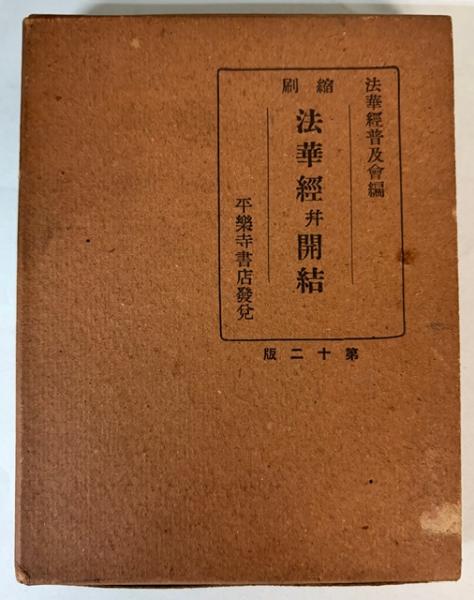 法華經普及會編
縮刷
法華經幷開結
平樂寺書店發兌
第十二版